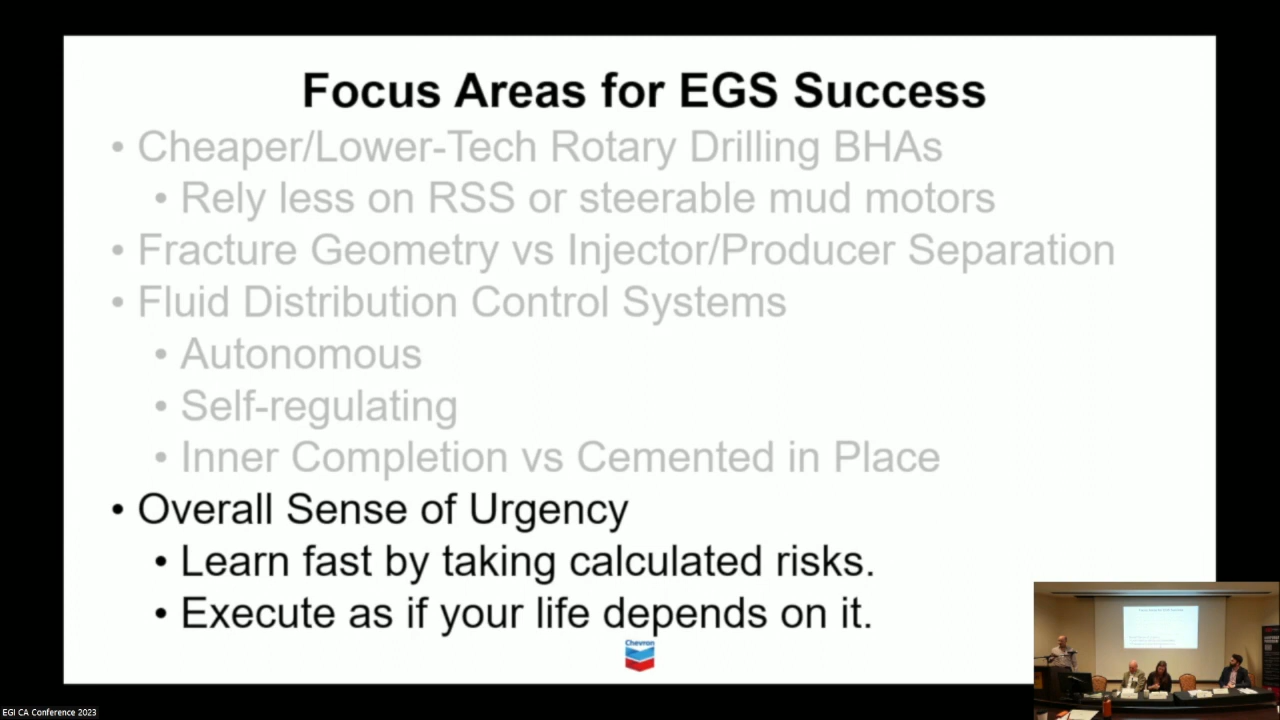 Focus Areas for EGS Success
• Cheaper/Lower-Tech Rotary Drilling BHAs
• Rely less on RSS or steerable mud motors
• Fracture Geometry vs Injector/Producer Separation
• Fluid Distribution Control Systems
• Autonomous
• Self-regulating
• Inner Completion vs Cemented in Place
• Overall Sense of Urgency
• Learn fast by taking calculated risks.
• Execute as if your life depends on it.
Chevron
EGI CA Conference 2023